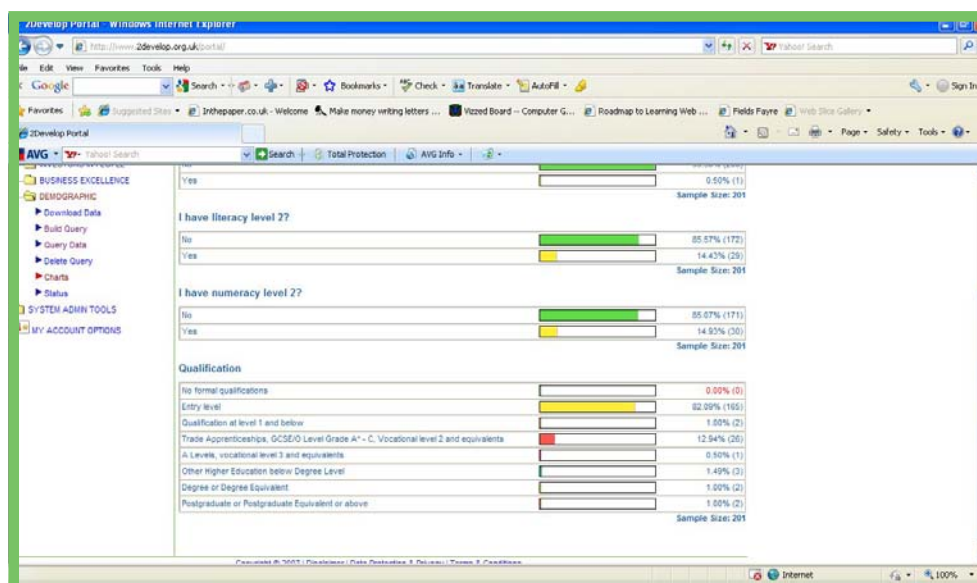 2Develop Portal - Windows Internet Explorer
http://www.2develop.org.uk/portal/ Yahoo! Search
Edit View Favorites Tools Help
Google Search Bookmarks Check Translate AutoFill Sign In
Favorites Suggested Sites Inthepaper.co.uk - Welcome Make money writing letters ... Vizzed Board -- Computer G... Roadmap to Learning Web ... Fields Payre Web Slice Gallery
2Develop Portal Page Safety Tools
AVG Yahoo! Search Search Total Protection AVG Info
BUSINESS EXCELLENCE
DEMOGRAPHIC
Download Data
Build Query
Query Data
Delete Query
Charts
Status
SYSTEM ADMIN TOOLS
MY ACCOUNT OPTIONS
Yes 0.50% (1)
Sample Size: 201
I have literacy level 2?
No 85.57% (172)
Yes 14.43% (29)
Sample Size: 201
I have numeracy level 2?
No 85.07% (171)
Yes 14.93% (30)
Sample Size: 201
Qualification
No formal qualifications 0.00% (0)
Entry level 82.09% (165)
Qualification at level 1 and below 1.00% (2)
Trade Apprenticeships, GCSE/O Level Grade A* - C, Vocational level 2 and equivalents 12.94% (26)
A Levels, vocational level 3 and equivalents 0.50% (1)
Other Higher Education below Degree Level 1.49% (3)
Degree or Degree Equivalent 1.00% (2)
Postgraduate or Postgraduate Equivalent or above 1.00% (2)
Sample Size: 201
Copyright © 2007 | Disclaimer | Data Protection & Privacy | Terms & Conditions
Internet 100%